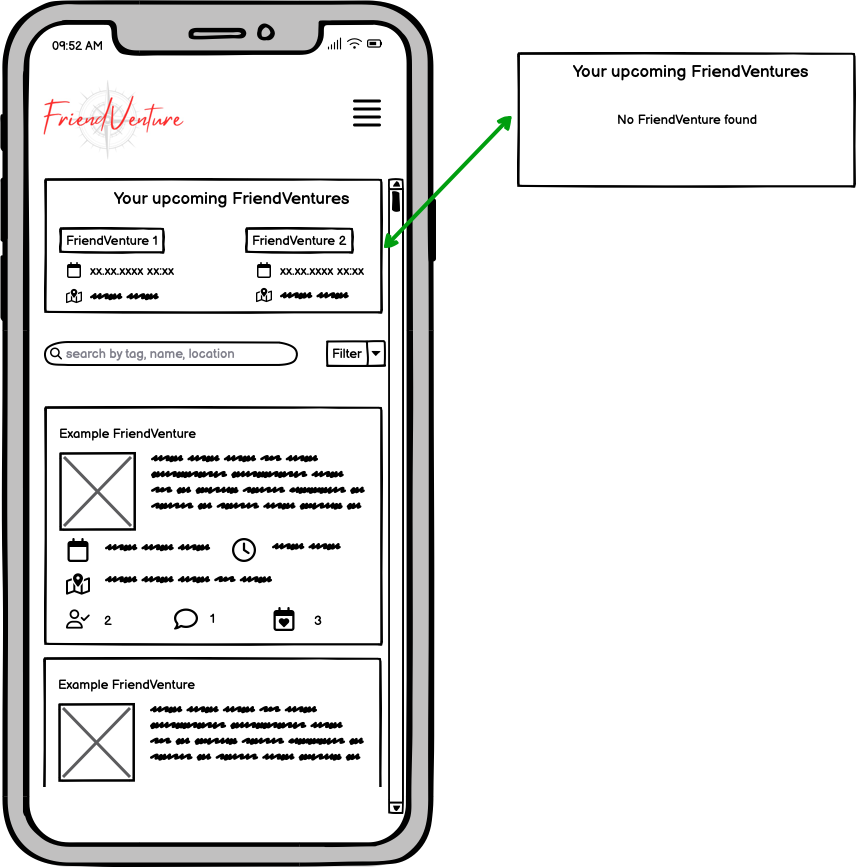 09:52 AM
FriendVenture
Your upcoming FriendVentures
FriendVenture 1
FriendVenture 2
xx.xx.xxxx xx:xx
xx.xx.xxxx xx:xx
search by tag, name, location
Filter
Example FriendVenture
2
1
3
Example FriendVenture
Your upcoming FriendVentures
No FriendVenture found